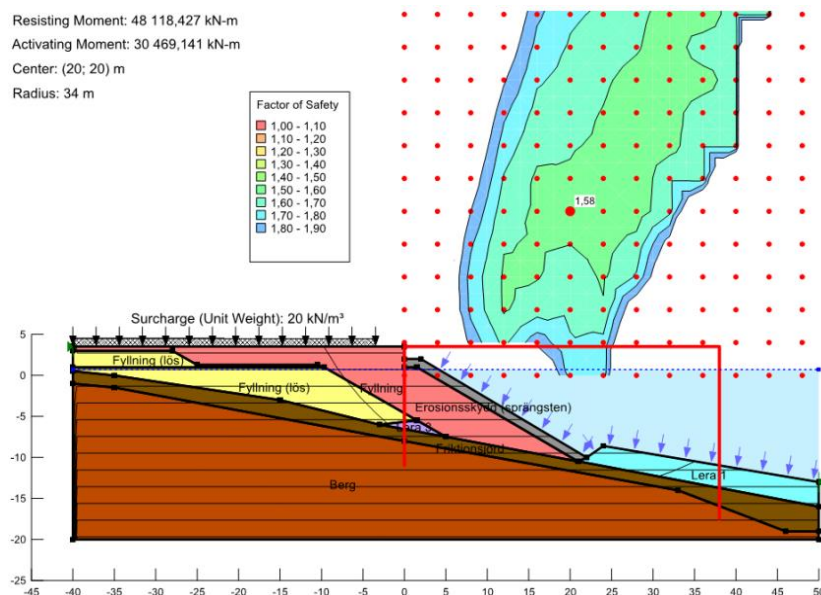 Resisting Moment: 48 118,427 kN-m
Activating Moment: 30 469,141 kN-m
Center: (20; 20) m
Radius: 34 m
Factor of Safety
1,00 - 1,10
1,10 - 1,20
1,20 - 1,30
1,30 - 1,40
1,40 - 1,50
1,50 - 1,60
1,60 - 1,70
1,70 - 1,80
1,80 - 1,90
1,58
Surcharge (Unit Weight): 20 kN/m³
Fyllning (lös)
Fyllning (lös)
Fyllning
Erosionsskydd (sprängsten)
Lera 3
Friktionsjord
Lera 1
Berg
5
0
-5
-10
-15
-20
-25
-45 -40 -35 -30 -25 -20 -15 -10 -5 0 5 10 15 20 25 30 35 40 45 50